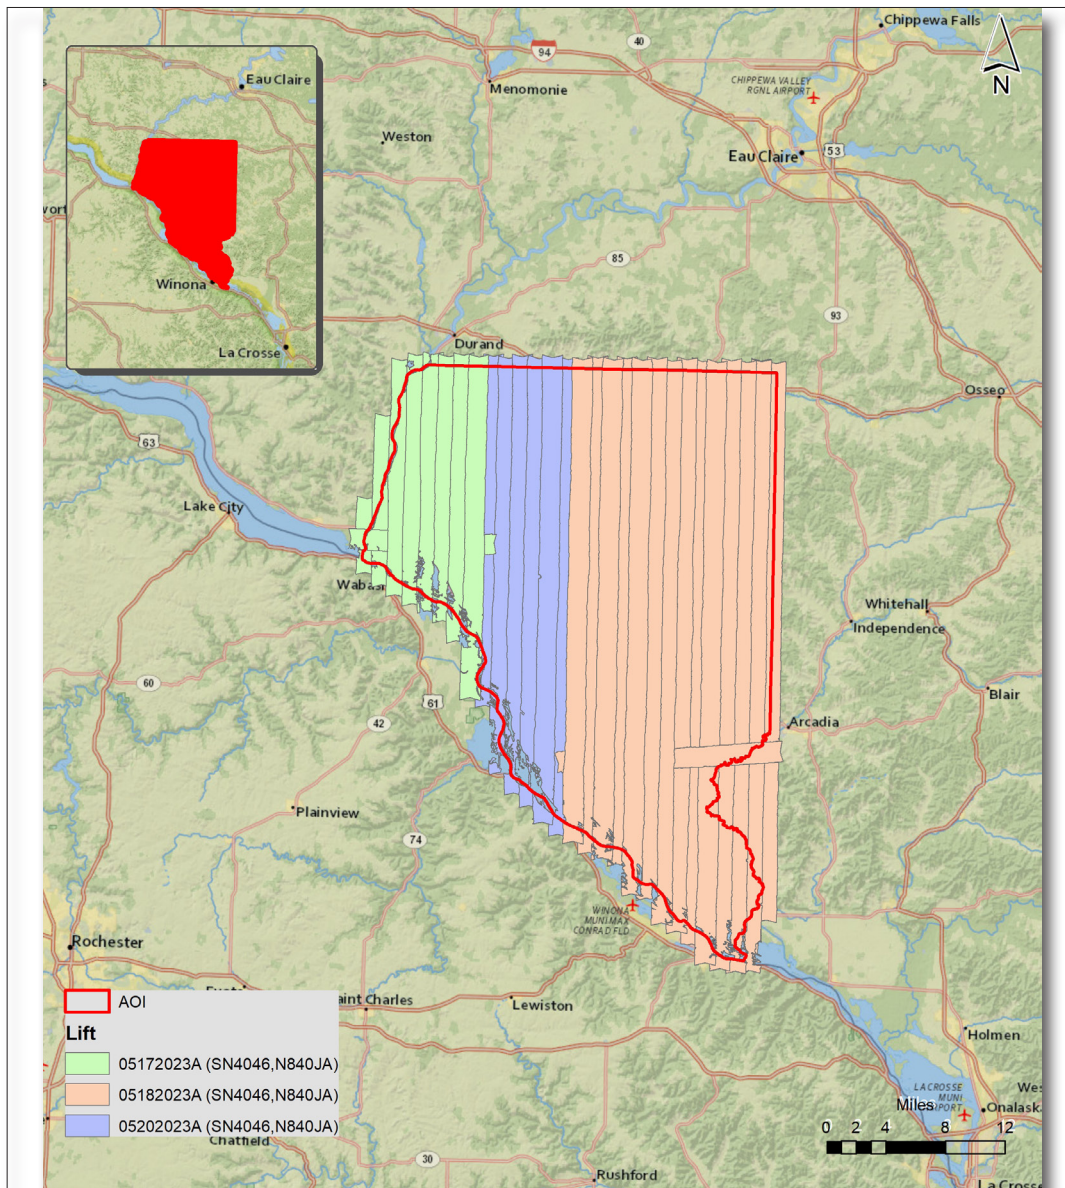 Chippewa Falls
40
94
N
Eau Claire
CHIPPEWA VALLEY
RGNL AIRPORT
Menomonie
Weston
Eau Claire
53
85
Winona
93
Durand
La Crosse
Osseo
63
Lake City
Whitehall
Independence
60
Blair
61
42
Arcadia
Plainview
74
WINONA
MUNI MAX
CONRAD FLD
Rochester
AOI
Lewiston
Lift
Holmen
05172023A (SN4046,N840JA)
05182023A (SN4046,N840JA)
LA CROSSE
MUNI
Miles
05202023A (SN4046,N840JA)
0 2 4 8 12
Chatfield
30
Rushford